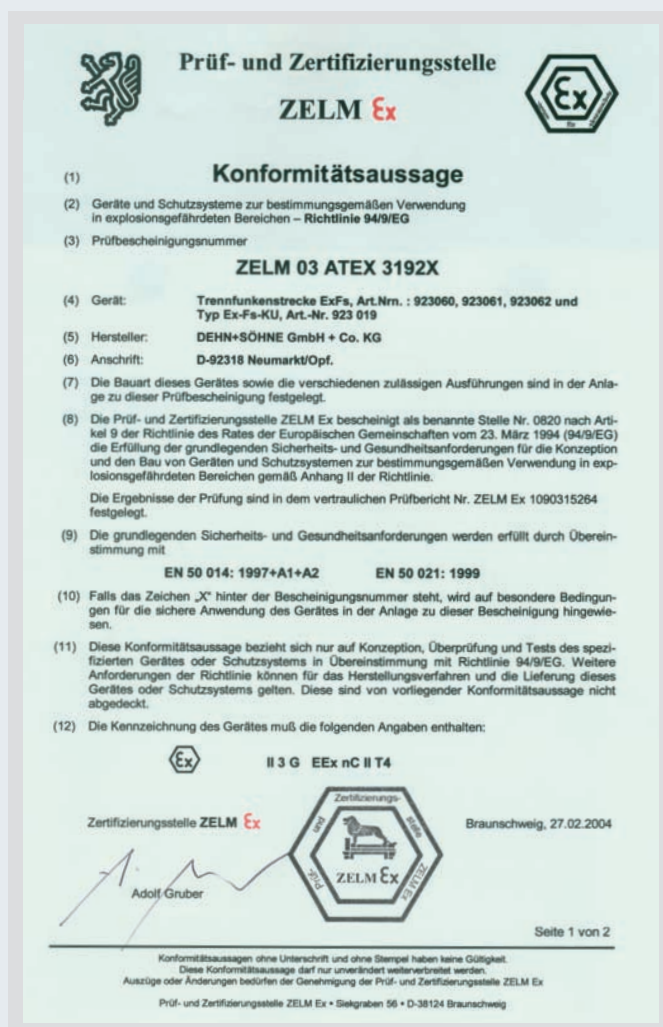 Prüf- und Zertifizierungsstelle
ZELM Ex
Ex
(1) Konformitätsaussage
(2) Geräte und Schutzsysteme zur bestimmungsgemäßen Verwendung
in explosionsgefährdeten Bereichen – Richtlinie 94/9/EG
(3) Prüfbescheinigungsnummer
ZELM 03 ATEX 3192X
(4) Gerät: Trennfunkenstrecke ExFs, Art.Nrn. : 923060, 923061, 923062 und
Typ Ex-Fs-KU, Art.-Nr. 923 019
(5) Hersteller: DEHN+SÖHNE GmbH + Co. KG
(6) Anschrift: D-92318 Neumarkt/Opf.
(7) Die Bauart dieses Gerätes sowie die verschiedenen zulässigen Ausführungen sind in der Anla-
ge zu dieser Prüfbescheinigung festgelegt.
(8) Die Prüf- und Zertifizierungsstelle ZELM Ex bescheinigt als benannte Stelle Nr. 0820 nach Arti-
kel 9 der Richtlinie des Rates der Europäischen Gemeinschaften vom 23. März 1994 (94/9/EG)
die Erfüllung der grundlegenden Sicherheits- und Gesundheitsanforderungen für die Konzeption
und den Bau von Geräten und Schutzsystemen zur bestimmungsgemäßen Verwendung in exp-
losionsgefährdeten Bereichen gemäß Anhang II der Richtlinie.
Die Ergebnisse der Prüfung sind in dem vertraulichen Prüfbericht Nr. ZELM Ex 1090315264
festgelegt.
(9) Die grundlegenden Sicherheits- und Gesundheitsanforderungen werden erfüllt durch Überein-
stimmung mit
EN 50 014: 1997+A1+A2 EN 50 021: 1999
(10) Falls das Zeichen „X“ hinter der Bescheinigungsnummer steht, wird auf besondere Bedingun-
gen für die sichere Anwendung des Gerätes in der Anlage zu dieser Bescheinigung hingewie-
sen.
(11) Diese Konformitätsaussage bezieht sich nur auf Konzeption, Überprüfung und Tests des spezi-
fizierten Gerätes oder Schutzsystems in Übereinstimmung mit Richtlinie 94/9/EG. Weitere
Anforderungen der Richtlinie können für das Herstellungsverfahren und die Lieferung dieses
Gerätes oder Schutzsystems gelten. Diese sind von vorliegender Konformitätsaussage nicht
abgedeckt.
(12) Die Kennzeichnung des Gerätes muß die folgenden Angaben enthalten:
Ex II 3 G EEx nC II T4
Zertifizierungsstelle ZELM Ex
Prüf- und Zertifizierungs-stelle ZELM Ex
ZELM Ex
Braunschweig, 27.02.2004
Adolf Gruber
Seite 1 von 2
Konformitätsaussagen ohne Unterschrift und ohne Stempel haben keine Gültigkeit.
Diese Konformitätsaussage darf nur unverändert weiterverbreitet werden.
Auszüge oder Änderungen bedürfen der Genehmigung der Prüf- und Zertifizierungsstelle ZELM Ex
Prüf- und Zertifizierungsstelle ZELM Ex • Siekgraben 56 • D-38124 Braunschweig